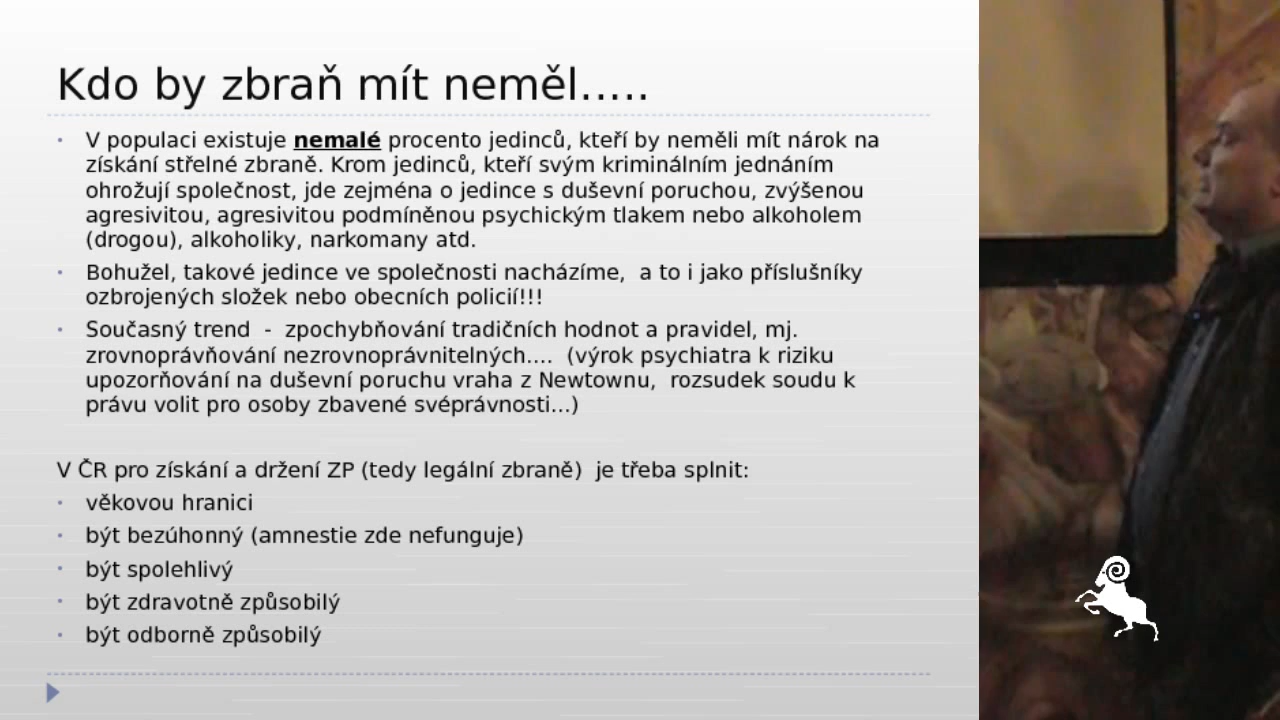 Kdo by zbraň mít neměl.....
• V populaci existuje nemalé procento jedinců, kteří by neměli mít nárok na
získání střelné zbraně. Krom jedinců, kteří svým kriminálním jednáním
ohrožují společnost, jde zejména o jedince s duševní poruchou, zvýšenou
agresivitou, agresivitou podmíněnou psychickým tlakem nebo alkoholem
(drogou), alkoholiky, narkomany atd.
• Bohužel, takové jedince ve společnosti nacházíme,  a to i jako příslušníky
ozbrojených složek nebo obecních policií!!!
• Současný trend  -  zpochybňování tradičních hodnot a pravidel, mj.
zrovnoprávňování nezrovnoprávnitelných....  (výrok psychiatra k riziku
upozorňování na duševní poruchu vraha z Newtownu,  rozsudek soudu k
právu volit pro osoby zbavené svéprávnosti...)
V ČR pro získání a držení ZP (tedy legální zbraně)  je třeba splnit:
• věkovou hranici
• být bezúhonný (amnestie zde nefunguje)
• být spolehlivý
• být zdravotně způsobilý
• být odborně způsobilý